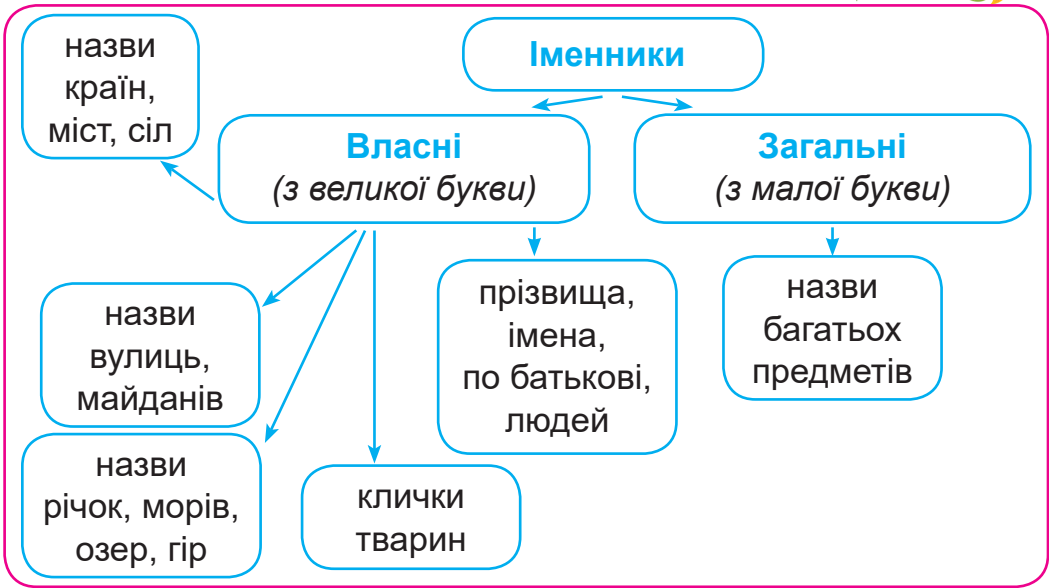 Іменники
назви
країн,
міст, сіл
Власні
(з великої букви)
Загальні
(з малої букви)
назви
вулиць,
майданів
прізвища,
імена,
по батькові,
людей
назви
багатьох
предметів
назви
річок, морів,
озер, гір
клички
тварин